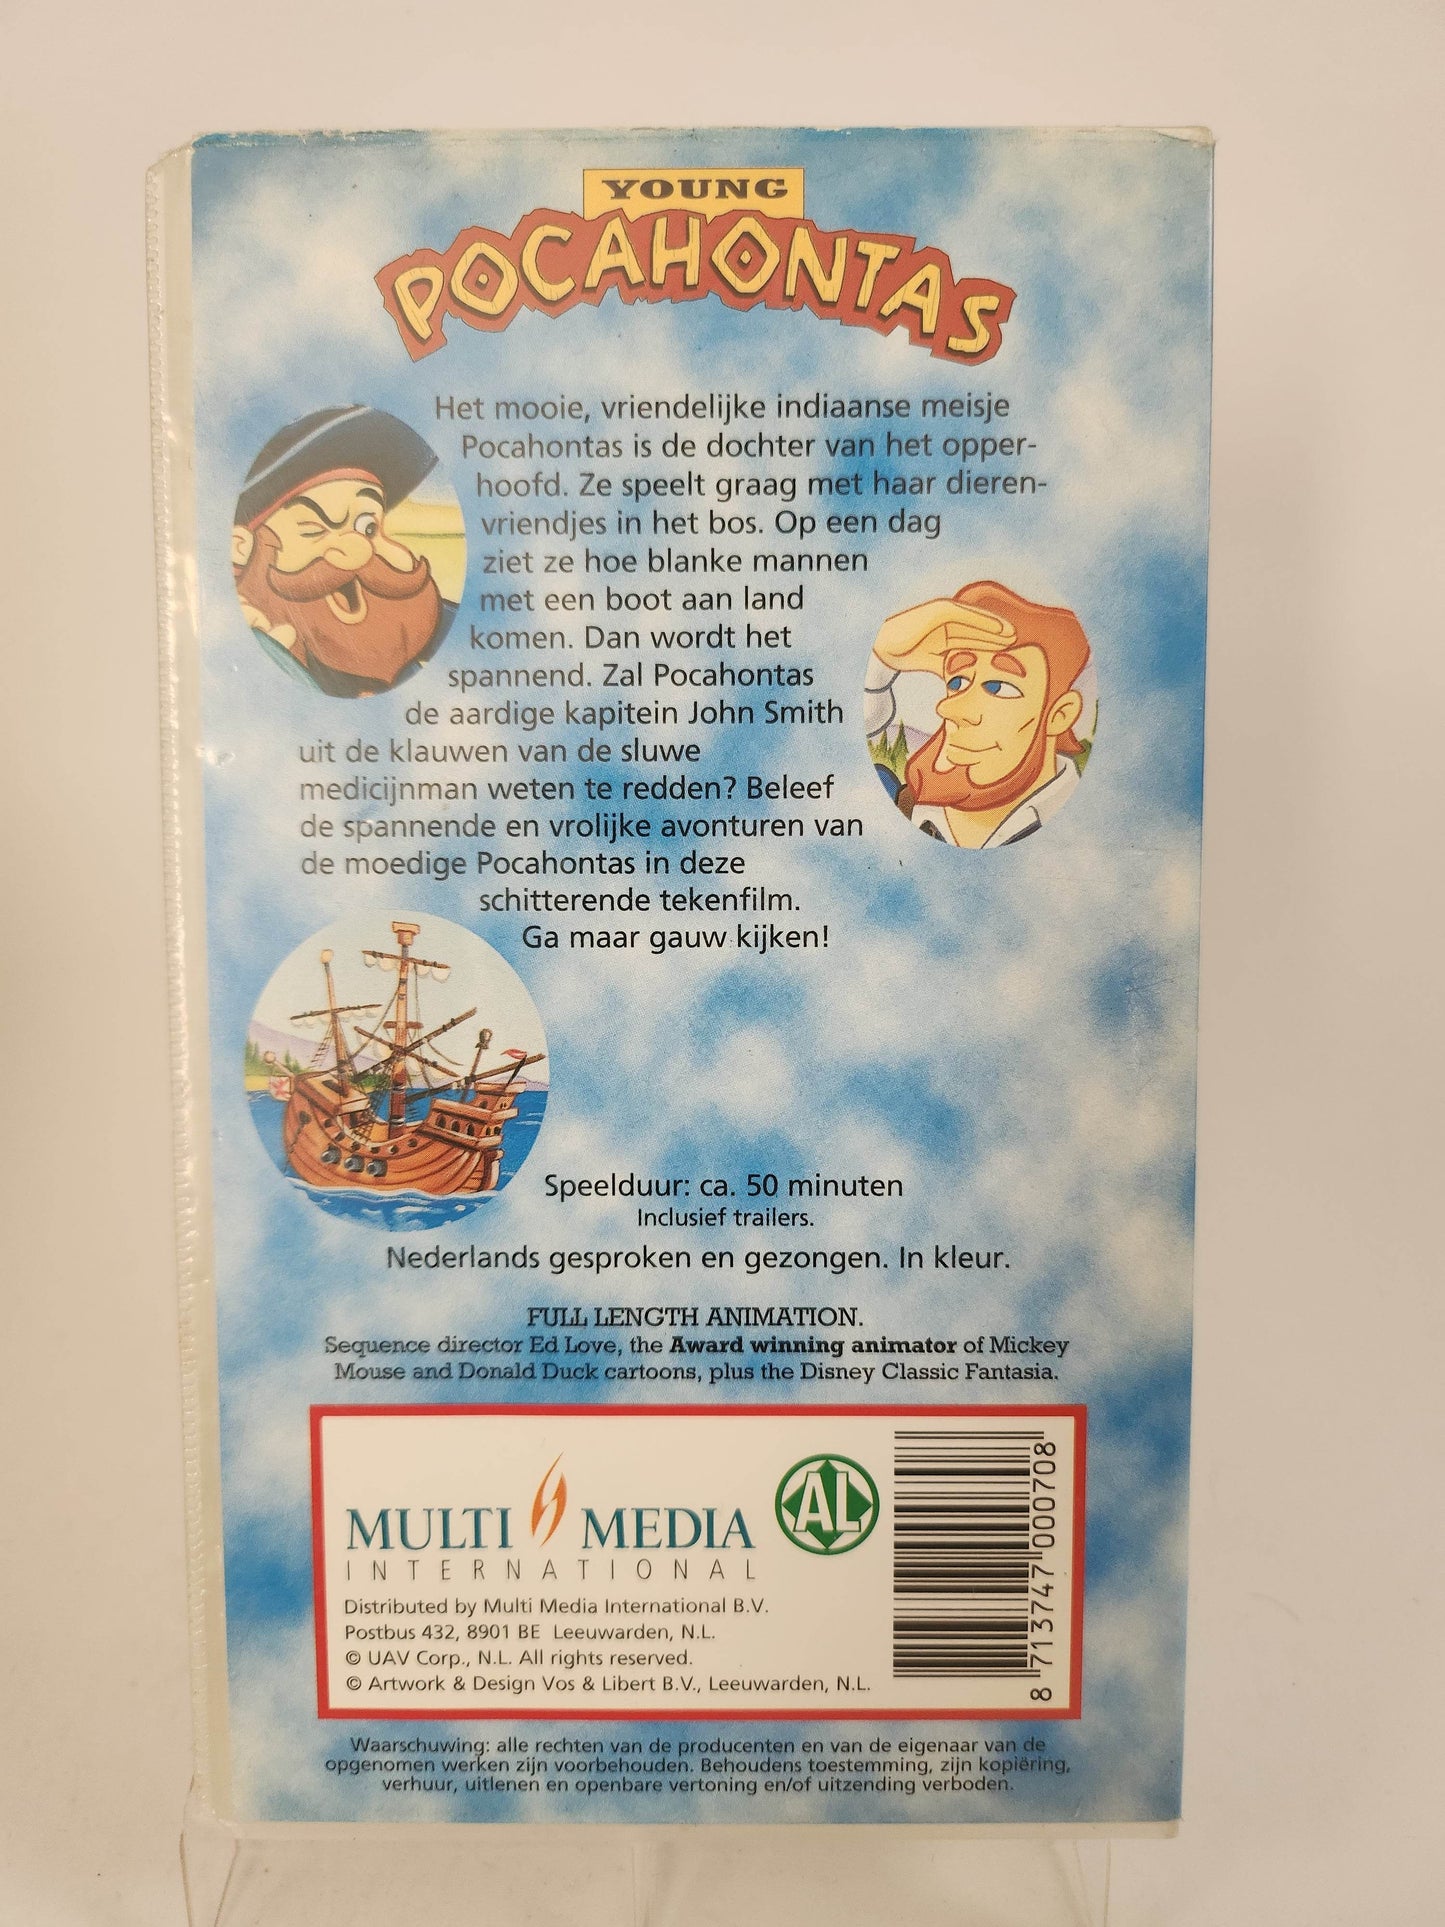 YOUNG
POCAHONTAS
Het mooie, vriendelijke indiaanse meisje
Pocahontas is de dochter van het opper-
hoofd. Ze speelt graag met haar dieren-
vriendjes in het bos. Op een dag
ziet ze hoe blanke mannen
met een boot aan land
komen. Dan wordt het
spannend. Zal Pocahontas
de aardige kapitein John Smith
uit de klauwen van de sluwe
medicijnman weten te redden? Beleef
de spannende en vrolijke avonturen van
de moedige Pocahontas in deze
schitterende tekenfilm.
Ga maar gauw kijken!
Speelduur: ca. 50 minuten
Inclusief trailers.
Nederlands gesproken en gezongen. In kleur.
FULL LENGTH ANIMATION.
Sequence director Ed Love, the Award winning animator of Mickey
Mouse and Donald Duck cartoons, plus the Disney Classic Fantasia.
MULTI MEDIA
INTERNATIONAL
AL
Distributed by Multi Media International B.V.
Postbus 432, 8901 BE Leeuwarden, N.L.
© UAV Corp., N.L. All rights reserved.
© Artwork & Design Vos & Libert B.V., Leeuwarden, N.L.
8 713747 000708
Waarschuwing: alle rechten van de producenten en van de eigenaar van de
opgenomen werken zijn voorbehouden. Behoudens toestemming, zijn kopiëring,
verhuur, uitlenen en openbare vertoning en/of uitzending verboden.